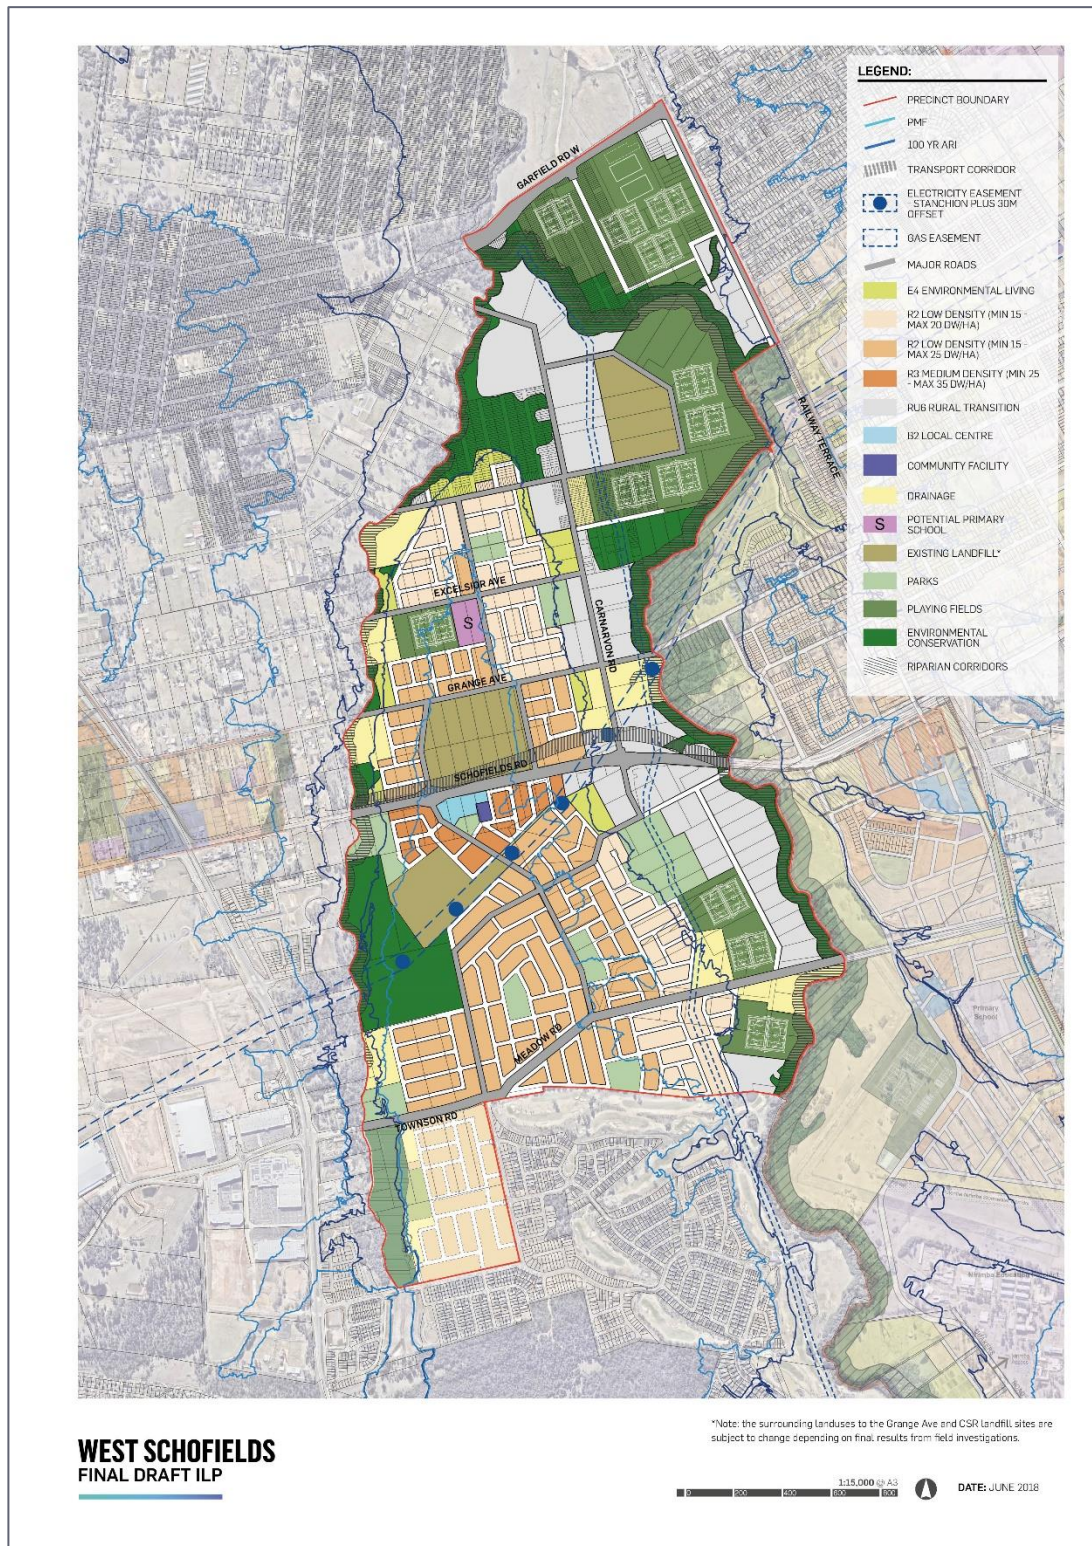 LEGEND:
PRECINCT BOUNDARY
PMF
100 YR ARI
TRANSPORT CORRIDOR
ELECTRICITY EASEMENT
- STANCHION PLUS 30M
OFFSET
GAS EASEMENT
MAJOR ROADS
E4 ENVIRONMENTAL LIVING
R2 LOW DENSITY (MIN 15 -
MAX 20 DW/HA)
R2 LOW DENSITY (MIN 15 -
MAX 25 DW/HA)
R3 MEDIUM DENSITY (MIN 25
- MAX 35 DW/HA)
RU6 RURAL TRANSITION
B2 LOCAL CENTRE
COMMUNITY FACILITY
DRAINAGE
S
POTENTIAL PRIMARY
SCHOOL
EXISTING LANDFILL*
PARKS
PLAYING FIELDS
ENVIRONMENTAL
CONSERVATION
RIPARIAN CORRIDORS
GARFIELD RD W
RAILWAY TERRACE
EXCELSIOR AVE
S
CARNARVON RD
GRANGE AVE
SCHOFIELDS RD
MEADOW RD
TOWNSON RD
Primary
School
WEST SCHOFIELDS
FINAL DRAFT ILP
*Note: the surrounding landuses to the Grange Ave and CSR landfill sites are
subject to change depending on final results from field investigations.
1:15,000 @ A3
0 200 400 600 800
DATE: JUNE 2018